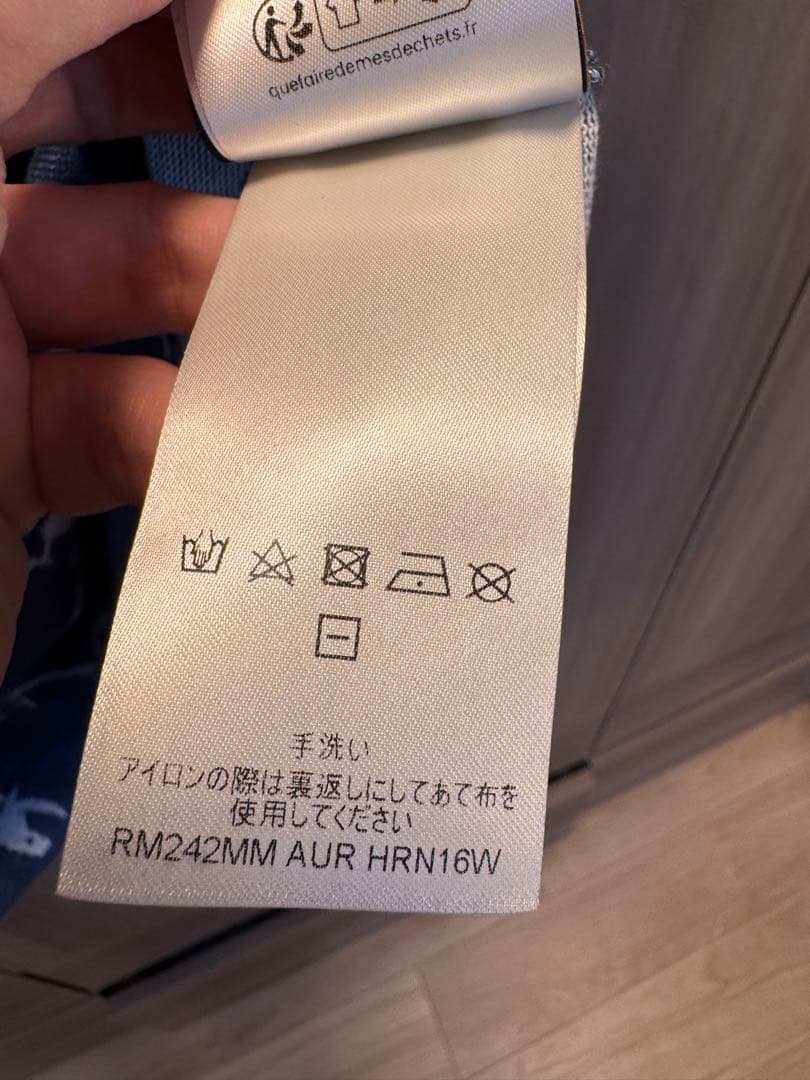 quefairedemesdechets.fr
手洗い
アイロンの際は裏返しにしてあて布を
使用してください
RM242MM AUR HRN16W